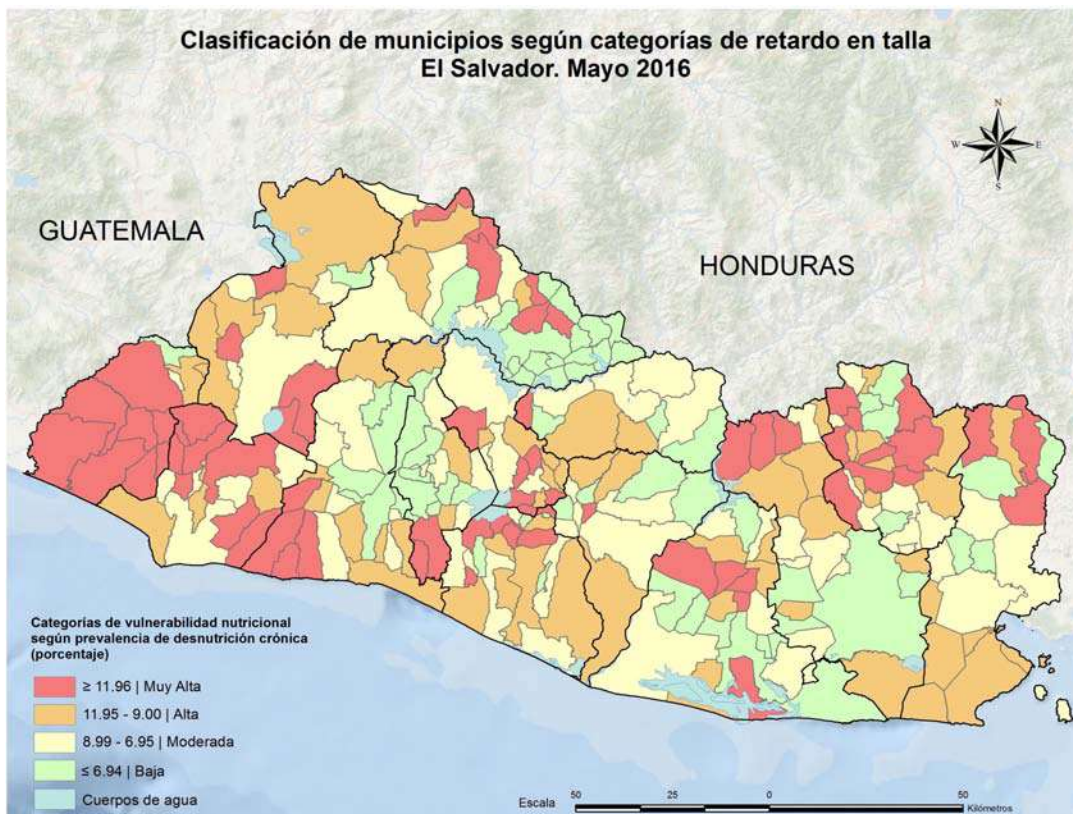 Clasificación de municipios según categorías de retardo en talla
El Salvador. Mayo 2016
N
W
E
S
GUATEMALA
HONDURAS
Categorías de vulnerabilidad nutricional
según prevalencia de desnutrición crónica
(porcentaje)
≥ 11.96 | Muy Alta
11.95 - 9.00 | Alta
8.99 - 6.95 | Moderada
≤ 6.94 | Baja
Cuerpos de agua
Escala
50
25
0
50
Kilómetros